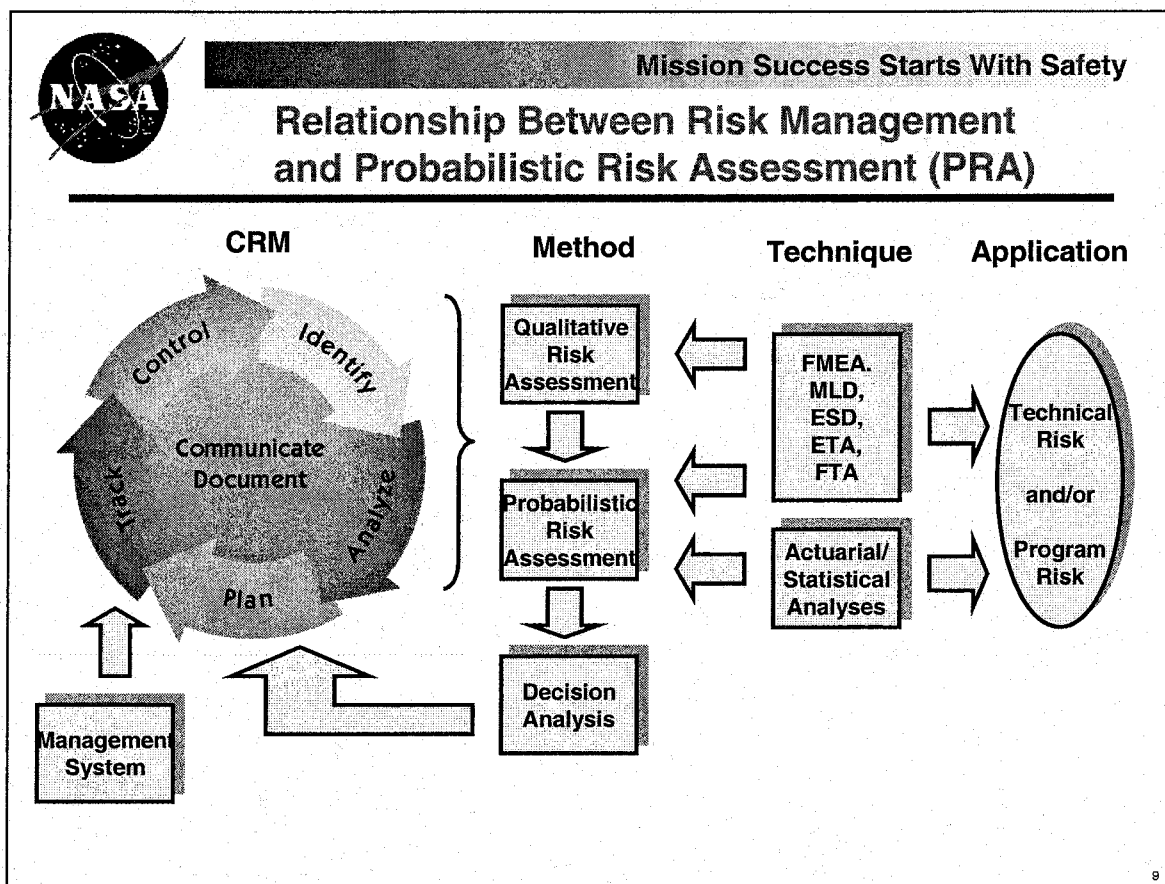 NASA
Mission Success Starts With Safety
Relationship Between Risk Management
and Probabilistic Risk Assessment (PRA)
CRM
Method
Technique
Application
Control
Identify
Analyze
Plan
Track
Communicate
Document
Management
System
Qualitative
Risk
Assessment
Probabilistic
Risk
Assessment
Decision
Analysis
FMEA.
MLD,
ESD,
ETA,
FTA
Actuarial/
Statistical
Analyses
Technical
Risk
and/or
Program
Risk
9